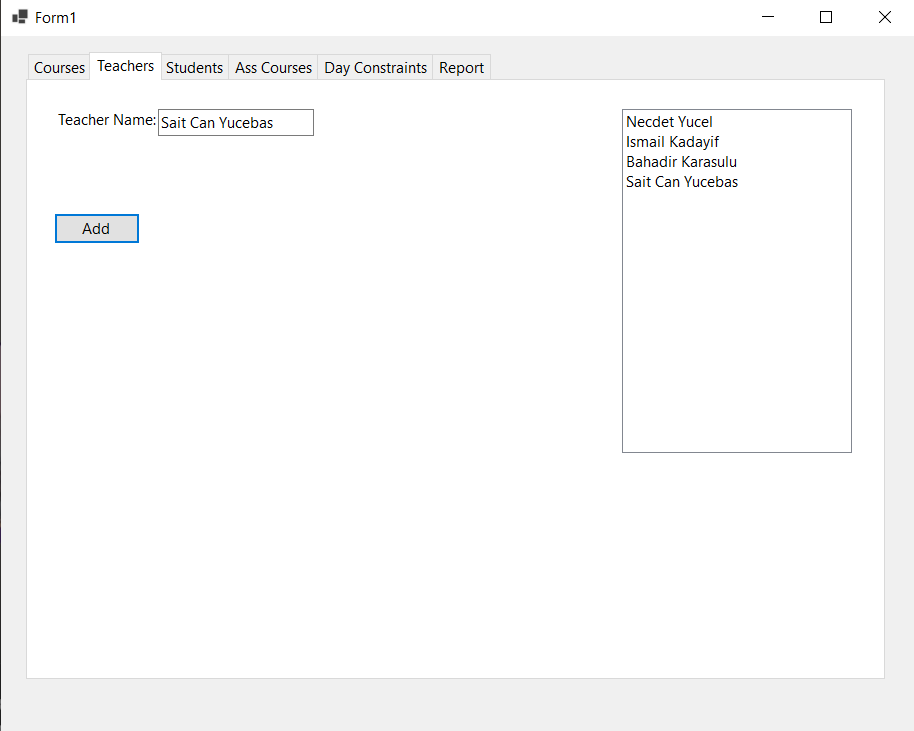 Form1
Courses Teachers Students Ass Courses Day Constraints Report
Teacher Name: Sait Can Yucebas
Add
Necdet Yucel
Ismail Kadayif
Bahadir Karasulu
Sait Can Yucebas